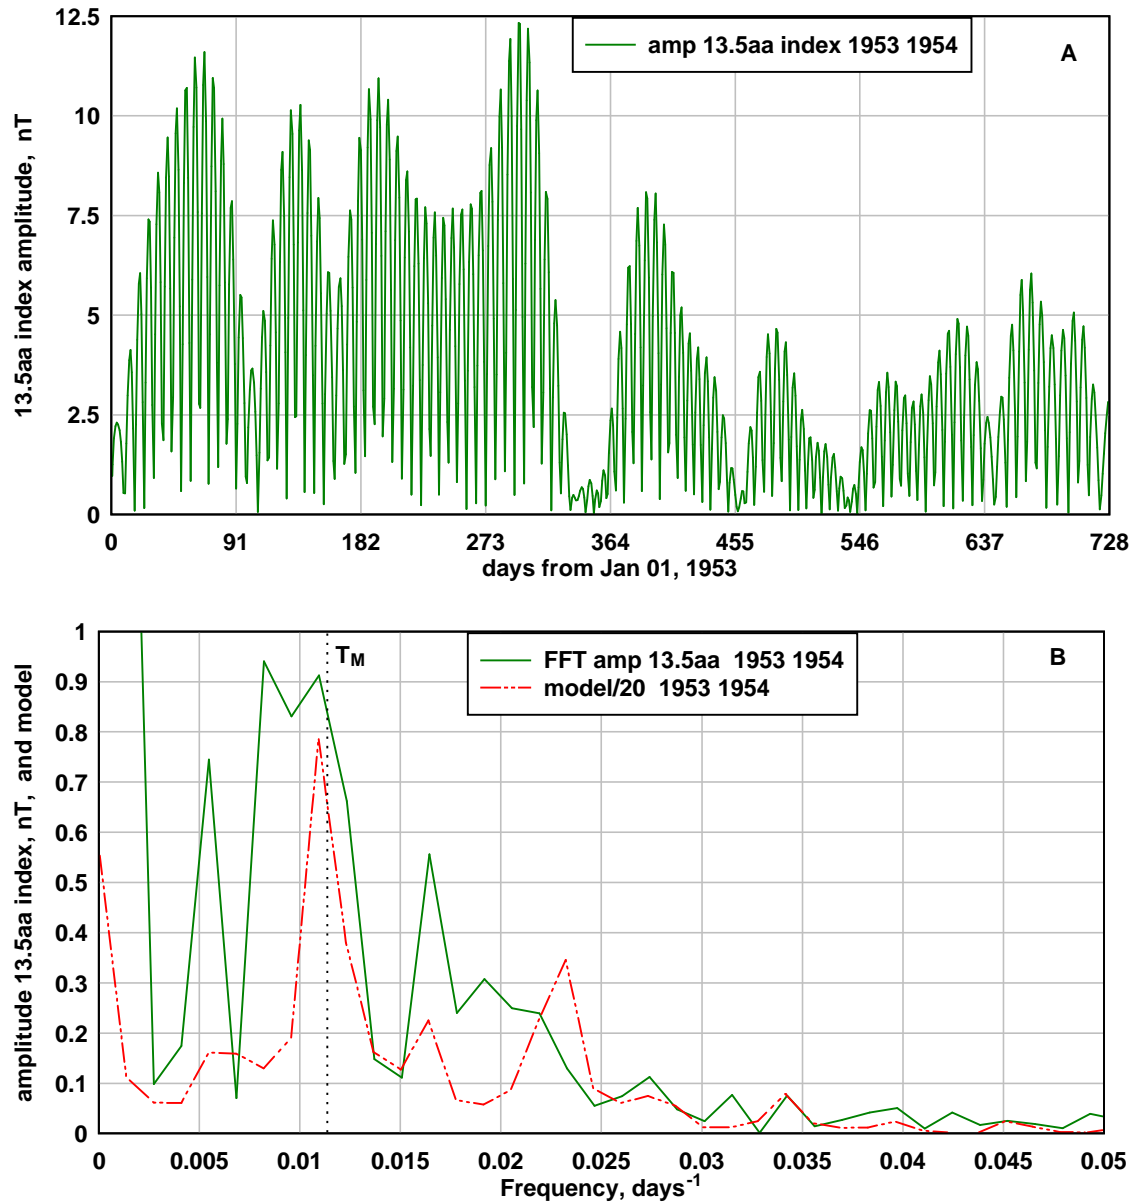 12.5
10
7.5
5
2.5
0
13.5aa index amplitude,  nT
amp 13.5aa index 1953 1954
A
0 91 182 273 364 455 546 637 728
days from Jan 01, 1953
1
0.9
0.8
0.7
0.6
0.5
0.4
0.3
0.2
0.1
0
amplitude 13.5aa index, nT,  and model
TM
FFT amp 13.5aa  1953 1954
model/20  1953 1954
B
0 0.005 0.01 0.015 0.02 0.025 0.03 0.035 0.04 0.045 0.05
Frequency, days-1